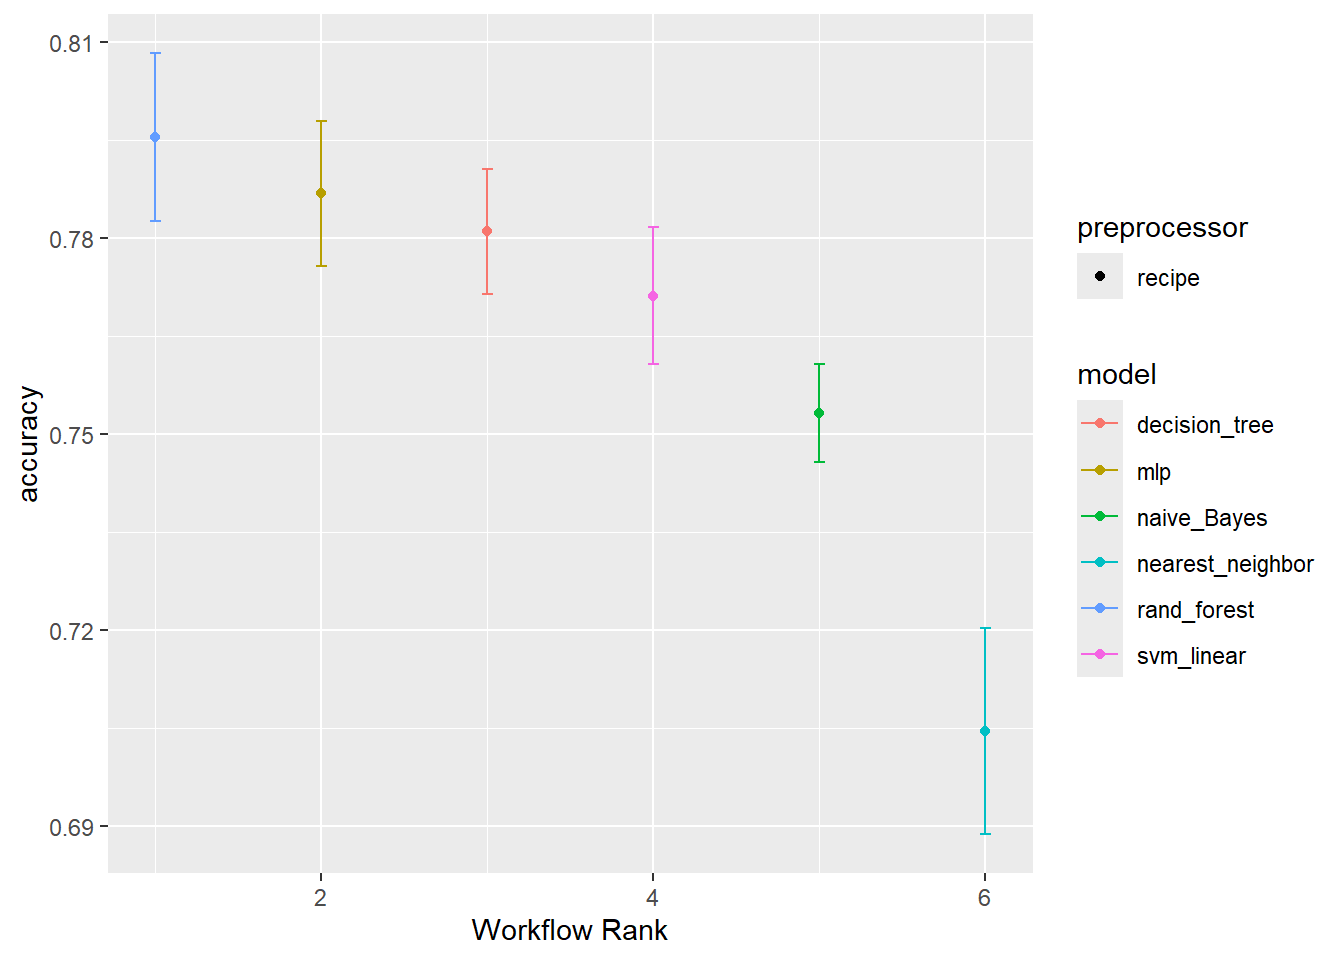 0.81
0.78
0.75
0.72
0.69
accuracy
2
4
6
Workflow Rank
preprocessor
recipe
model
decision_tree
mlp
naive_Bayes
nearest_neighbor
rand_forest
svm_linear